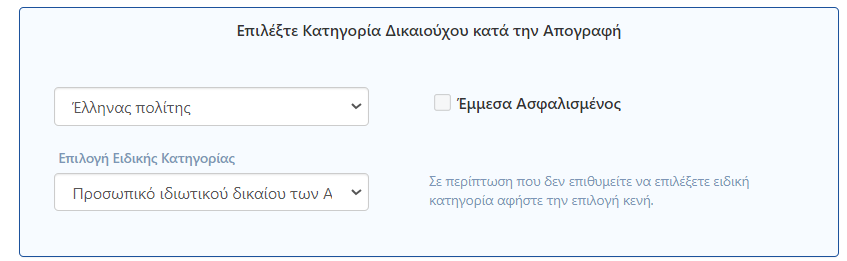 Επιλέξτε Κατηγορία Δικαιούχου κατά την Απογραφή
Έλληνας πολίτης
Έμμεσα Ασφαλισμένος
Επιλογή Ειδικής Κατηγορίας
Προσωπικό ιδιωτικού δικαίου των Α
Σε περίπτωση που δεν επιθυμείτε να επιλέξετε ειδική
κατηγορία αφήστε την επιλογή κενή.